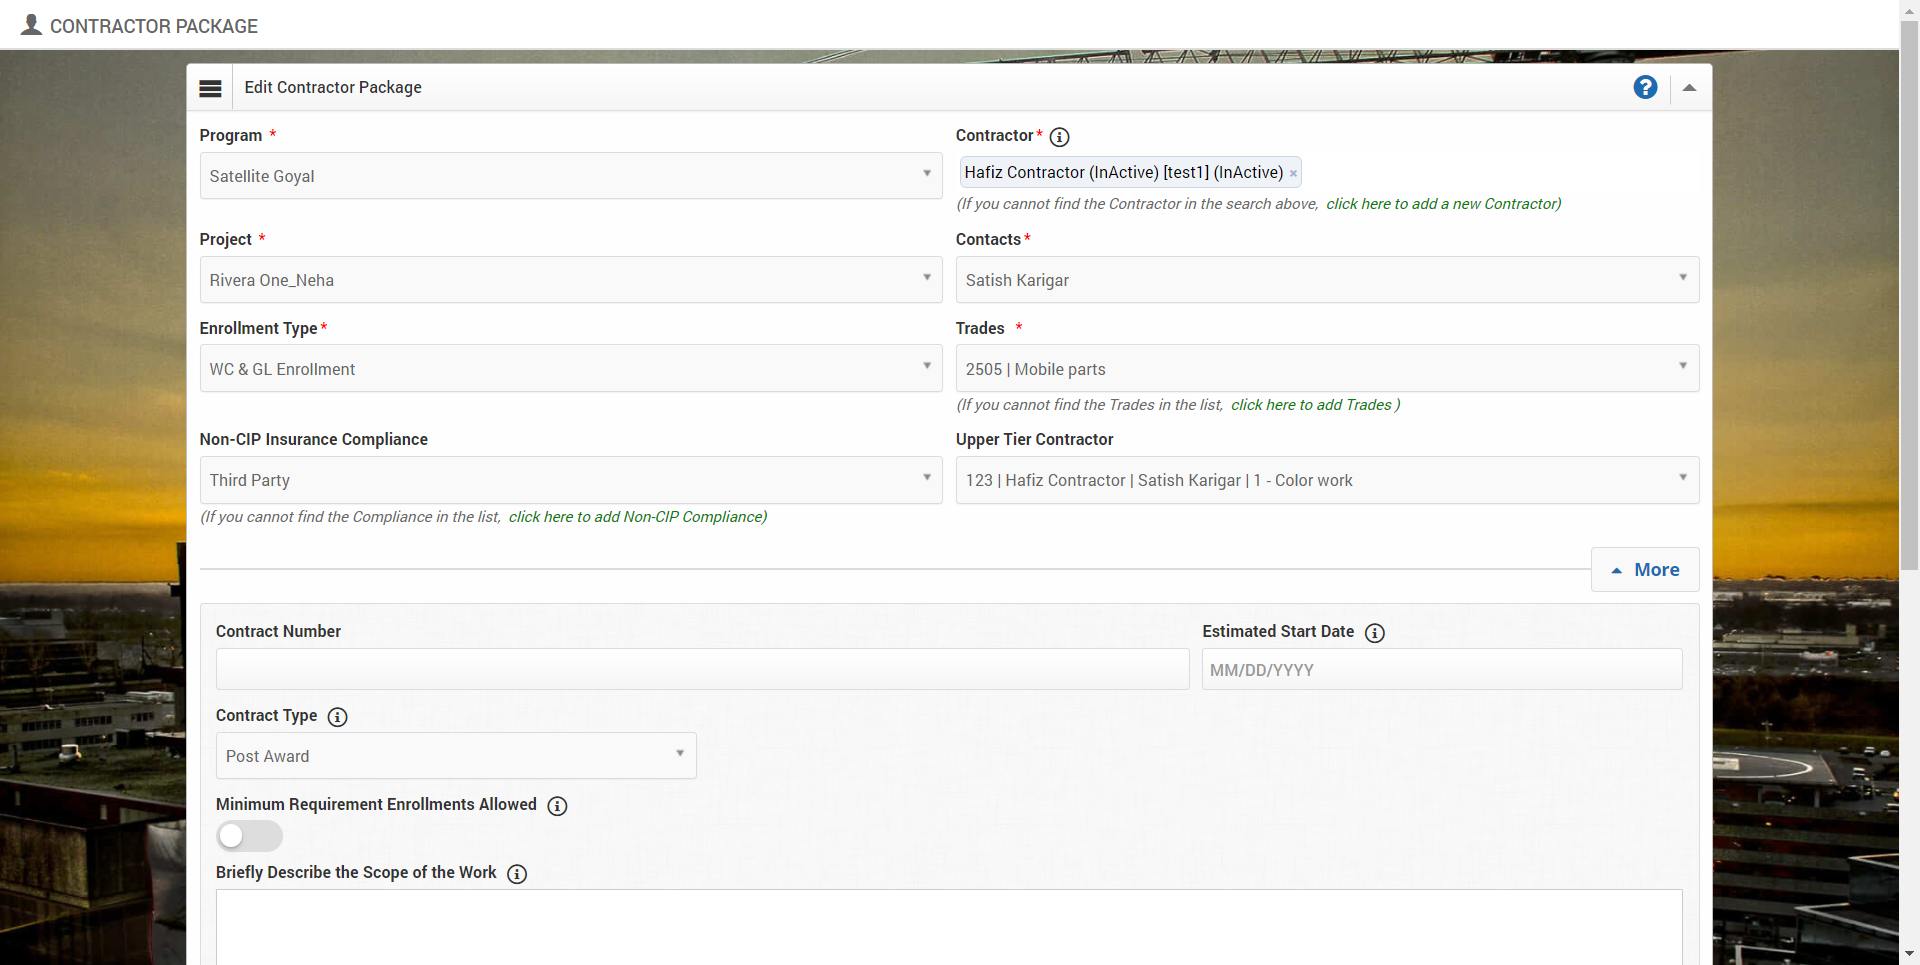 CONTRACTOR PACKAGE
Edit Contractor Package
?
Program *
Contractor * i
Satellite Goyal
Hafiz Contractor (InActive) [test1] (InActive) ×
(If you cannot find the Contractor in the search above, click here to add a new Contractor)
Project *
Contacts *
Rivera One_Neha
Satish Karigar
Enrollment Type *
Trades *
WC & GL Enrollment
2505 | Mobile parts
(If you cannot find the Trades in the list, click here to add Trades )
Non-CIP Insurance Compliance
Upper Tier Contractor
Third Party
123 | Hafiz Contractor | Satish Karigar | 1 - Color work
(If you cannot find the Compliance in the list, click here to add Non-CIP Compliance)
More
Contract Number
Estimated Start Date i
MM/DD/YYYY
Contract Type i
Post Award
Minimum Requirement Enrollments Allowed i
Briefly Describe the Scope of the Work i